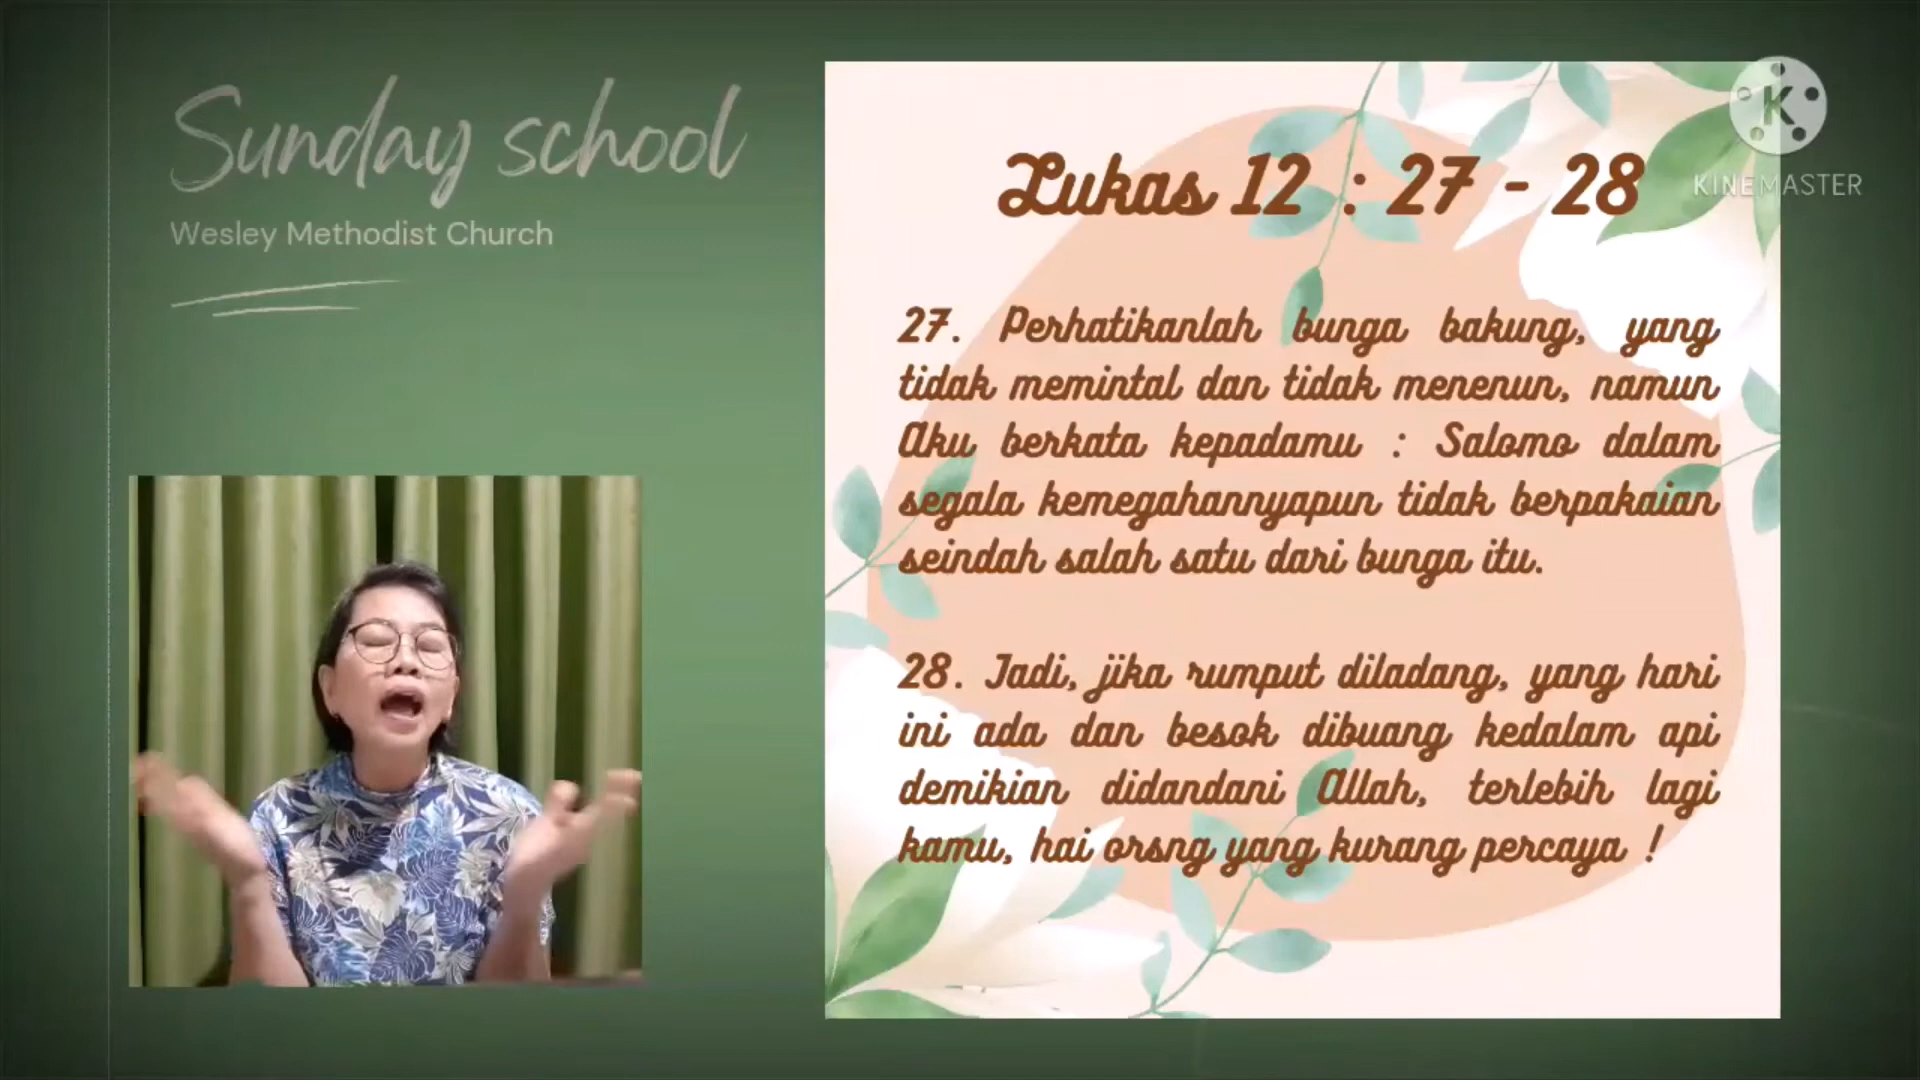 Sunday school
Wesley Methodist Church
KINEMASTER
Lukas 12 : 27 - 28
27. Perhatikanlah bunga bakung, yang
tidak memintal dan tidak menenun, namun
Aku berkata kepadamu : Salomo dalam
segala kemegahannyapun tidak berpakaian
seindah salah satu dari bunga itu.
28. Jadi, jika rumput diladang, yang hari
ini ada dan besok dibuang kedalam api
demikian didandani Allah, terlebih lagi
kamu, hai orsng yang kurang percaya !